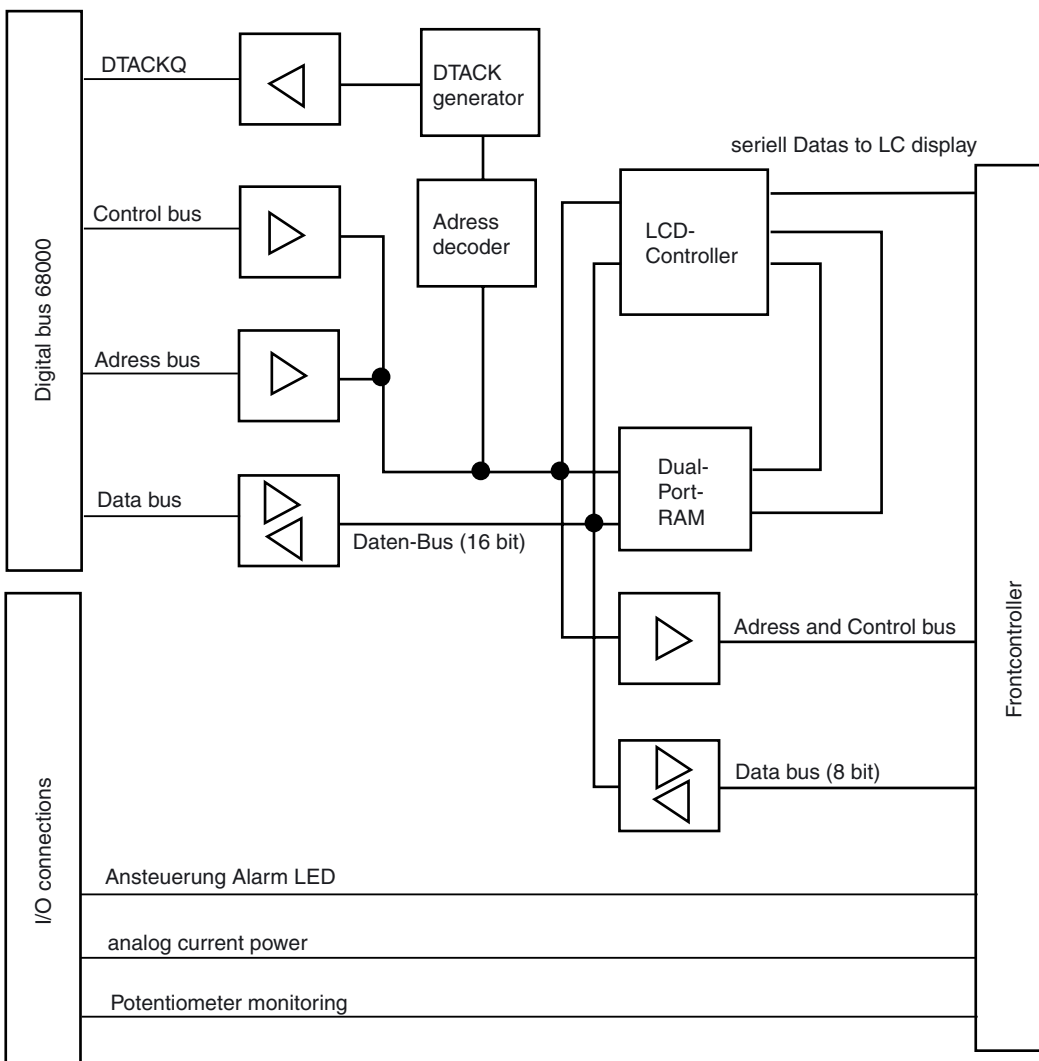 DTACKQ
DTACK
generator
seriell Datas to LC display
Control bus
Adress
decoder
LCD-
Controller
Digital bus 68000
Adress bus
Dual-
Port-
RAM
Data bus
Daten-Bus (16 bit)
Adress and Control bus
Frontcontroller
Data bus (8 bit)
I/O connections
Ansteuerung Alarm LED
analog current power
Potentiometer monitoring